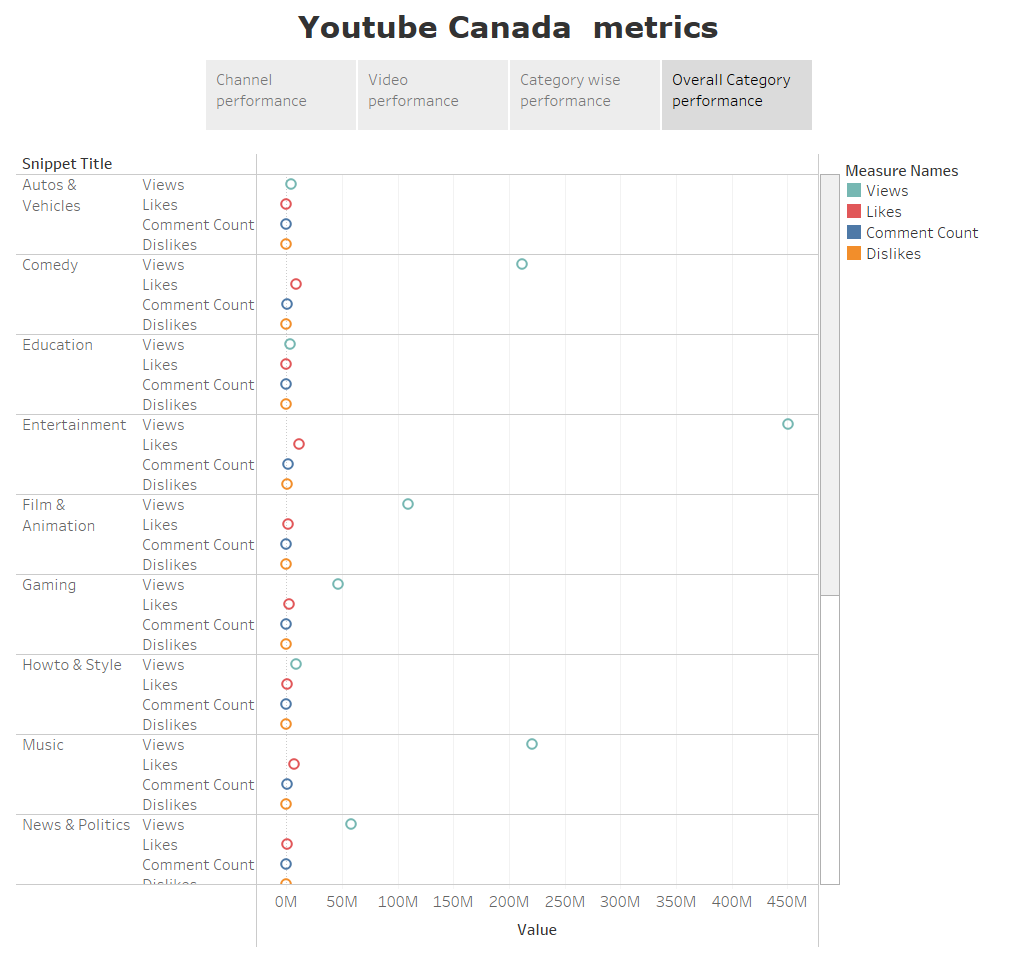 Youtube Canada  metrics
Channel
performance
Video
performance
Category wise
performance
Overall Category
performance
Snippet Title
Measure Names
Views
Likes
Comment Count
Dislikes
Autos &
Vehicles
Views
Likes
Comment Count
Dislikes
Comedy
Views
Likes
Comment Count
Dislikes
Education
Views
Likes
Comment Count
Dislikes
Entertainment
Views
Likes
Comment Count
Dislikes
Film &
Animation
Views
Likes
Comment Count
Dislikes
Gaming
Views
Likes
Comment Count
Dislikes
Howto & Style
Views
Likes
Comment Count
Dislikes
Music
Views
Likes
Comment Count
Dislikes
News & Politics
Views
Likes
Comment Count
Dislikes
0M 50M 100M 150M 200M 250M 300M 350M 400M 450M
Value